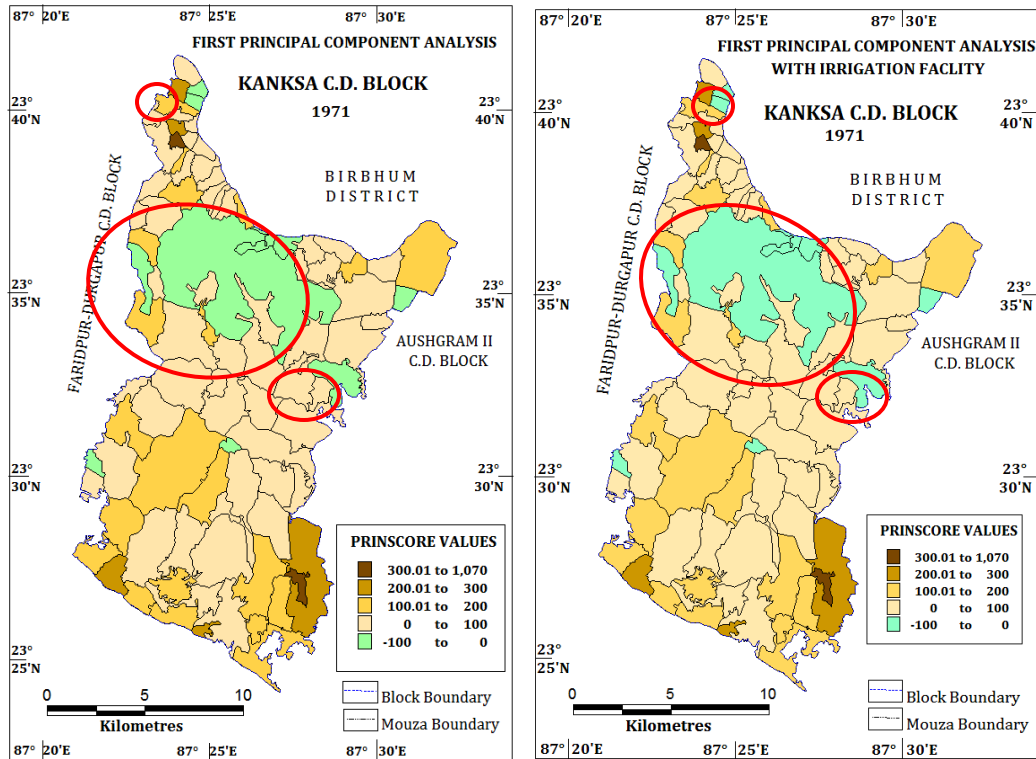 87° 20'E
87° 25'E
87° 30'E
FIRST PRINCIPAL COMPONENT ANALYSIS
KANKSA C.D. BLOCK
1971
23°
40'N
23°
40'N
BIRBHUM
DISTRICT
FARIDPUR-DURGAPUR C.D. BLOCK
23°
35'N
23°
35'N
AUSHGRAM II
C.D. BLOCK
23°
30'N
23°
30'N
PRINSCORE VALUES
300.01 to 1,070
200.01 to 300
100.01 to 200
0 to 100
-100 to 0
23°
25'N
0 5 10
Kilometres
Block Boundary
Mouza Boundary
87° 20'E
87° 25'E
87° 30'E
87° 20'E
87° 25'E
87° 30'E
FIRST PRINCIPAL COMPONENT ANALYSIS
WITH IRRIGATION FACLITY
KANKSA C.D. BLOCK
1971
23°
40'N
23°
40'N
BIRBHUM
DISTRICT
FARIDPUR-DURGAPUR C.D. BLOCK
23°
35'N
23°
35'N
AUSHGRAM II
C.D. BLOCK
23°
30'N
23°
30'N
PRINSCORE VALUES
300.01 to 1,070
200.01 to 300
100.01 to 200
0 to 100
-100 to 0
23°
25'N
0 5 10
Kilometres
Block Boundary
Mouza Boundary
87° 20'E
87° 25'E
87° 30'E